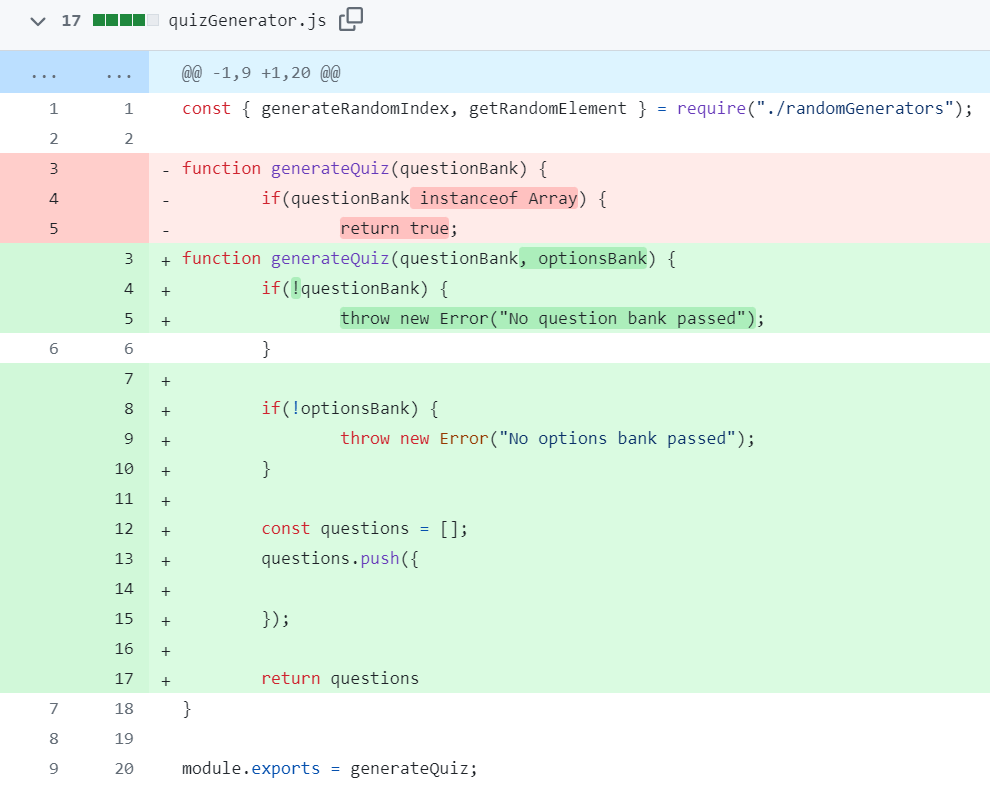 17 quizGenerator.js
... ... @@ -1,9 +1,20 @@
1 1 const { generateRandomIndex, getRandomElement } = require("./randomGenerators");
2 2
3 - function generateQuiz(questionBank) {
4 - if(questionBank instanceof Array) {
5 - return true;
3 + function generateQuiz(questionBank, optionsBank) {
4 + if(!questionBank) {
5 + throw new Error("No question bank passed");
6 6 }
7 +
8 + if(!optionsBank) {
9 + throw new Error("No options bank passed");
10 + }
11 +
12 + const questions = [];
13 + questions.push({
14 +
15 + });
16 +
17 + return questions
7 18 }
8 19
9 20 module.exports = generateQuiz;